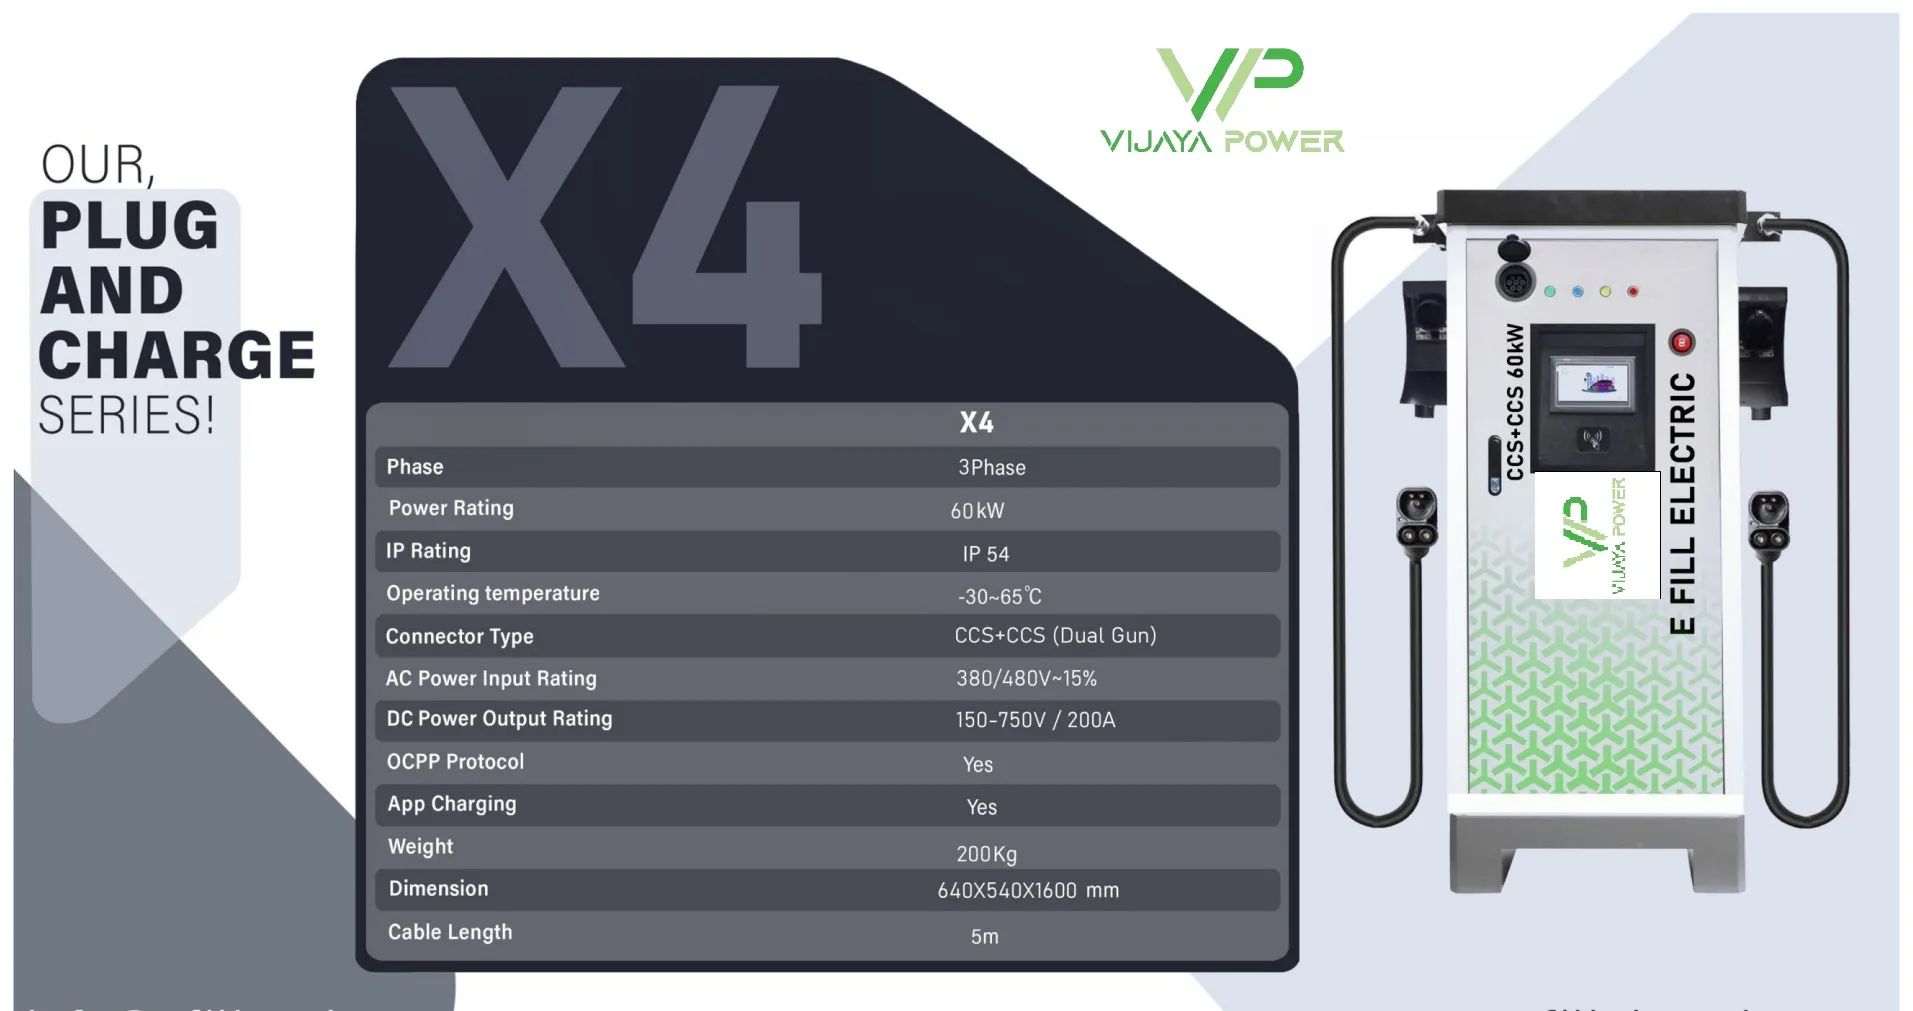 OUR,
PLUG
AND
CHARGE
SERIES!
X4
VIJAYA POWER
X4
Phase 3Phase
Power Rating 60kW
IP Rating IP 54
Operating temperature -30~65°C
Connector Type CCS+CCS (Dual Gun)
AC Power Input Rating 380/480V~15%
DC Power Output Rating 150-750V / 200A
OCPP Protocol Yes
App Charging Yes
Weight 200Kg
Dimension 640X540X1600 mm
Cable Length 5m
CCS+CCS 60kW
E FILL ELECTRIC
VIJAYA POWER